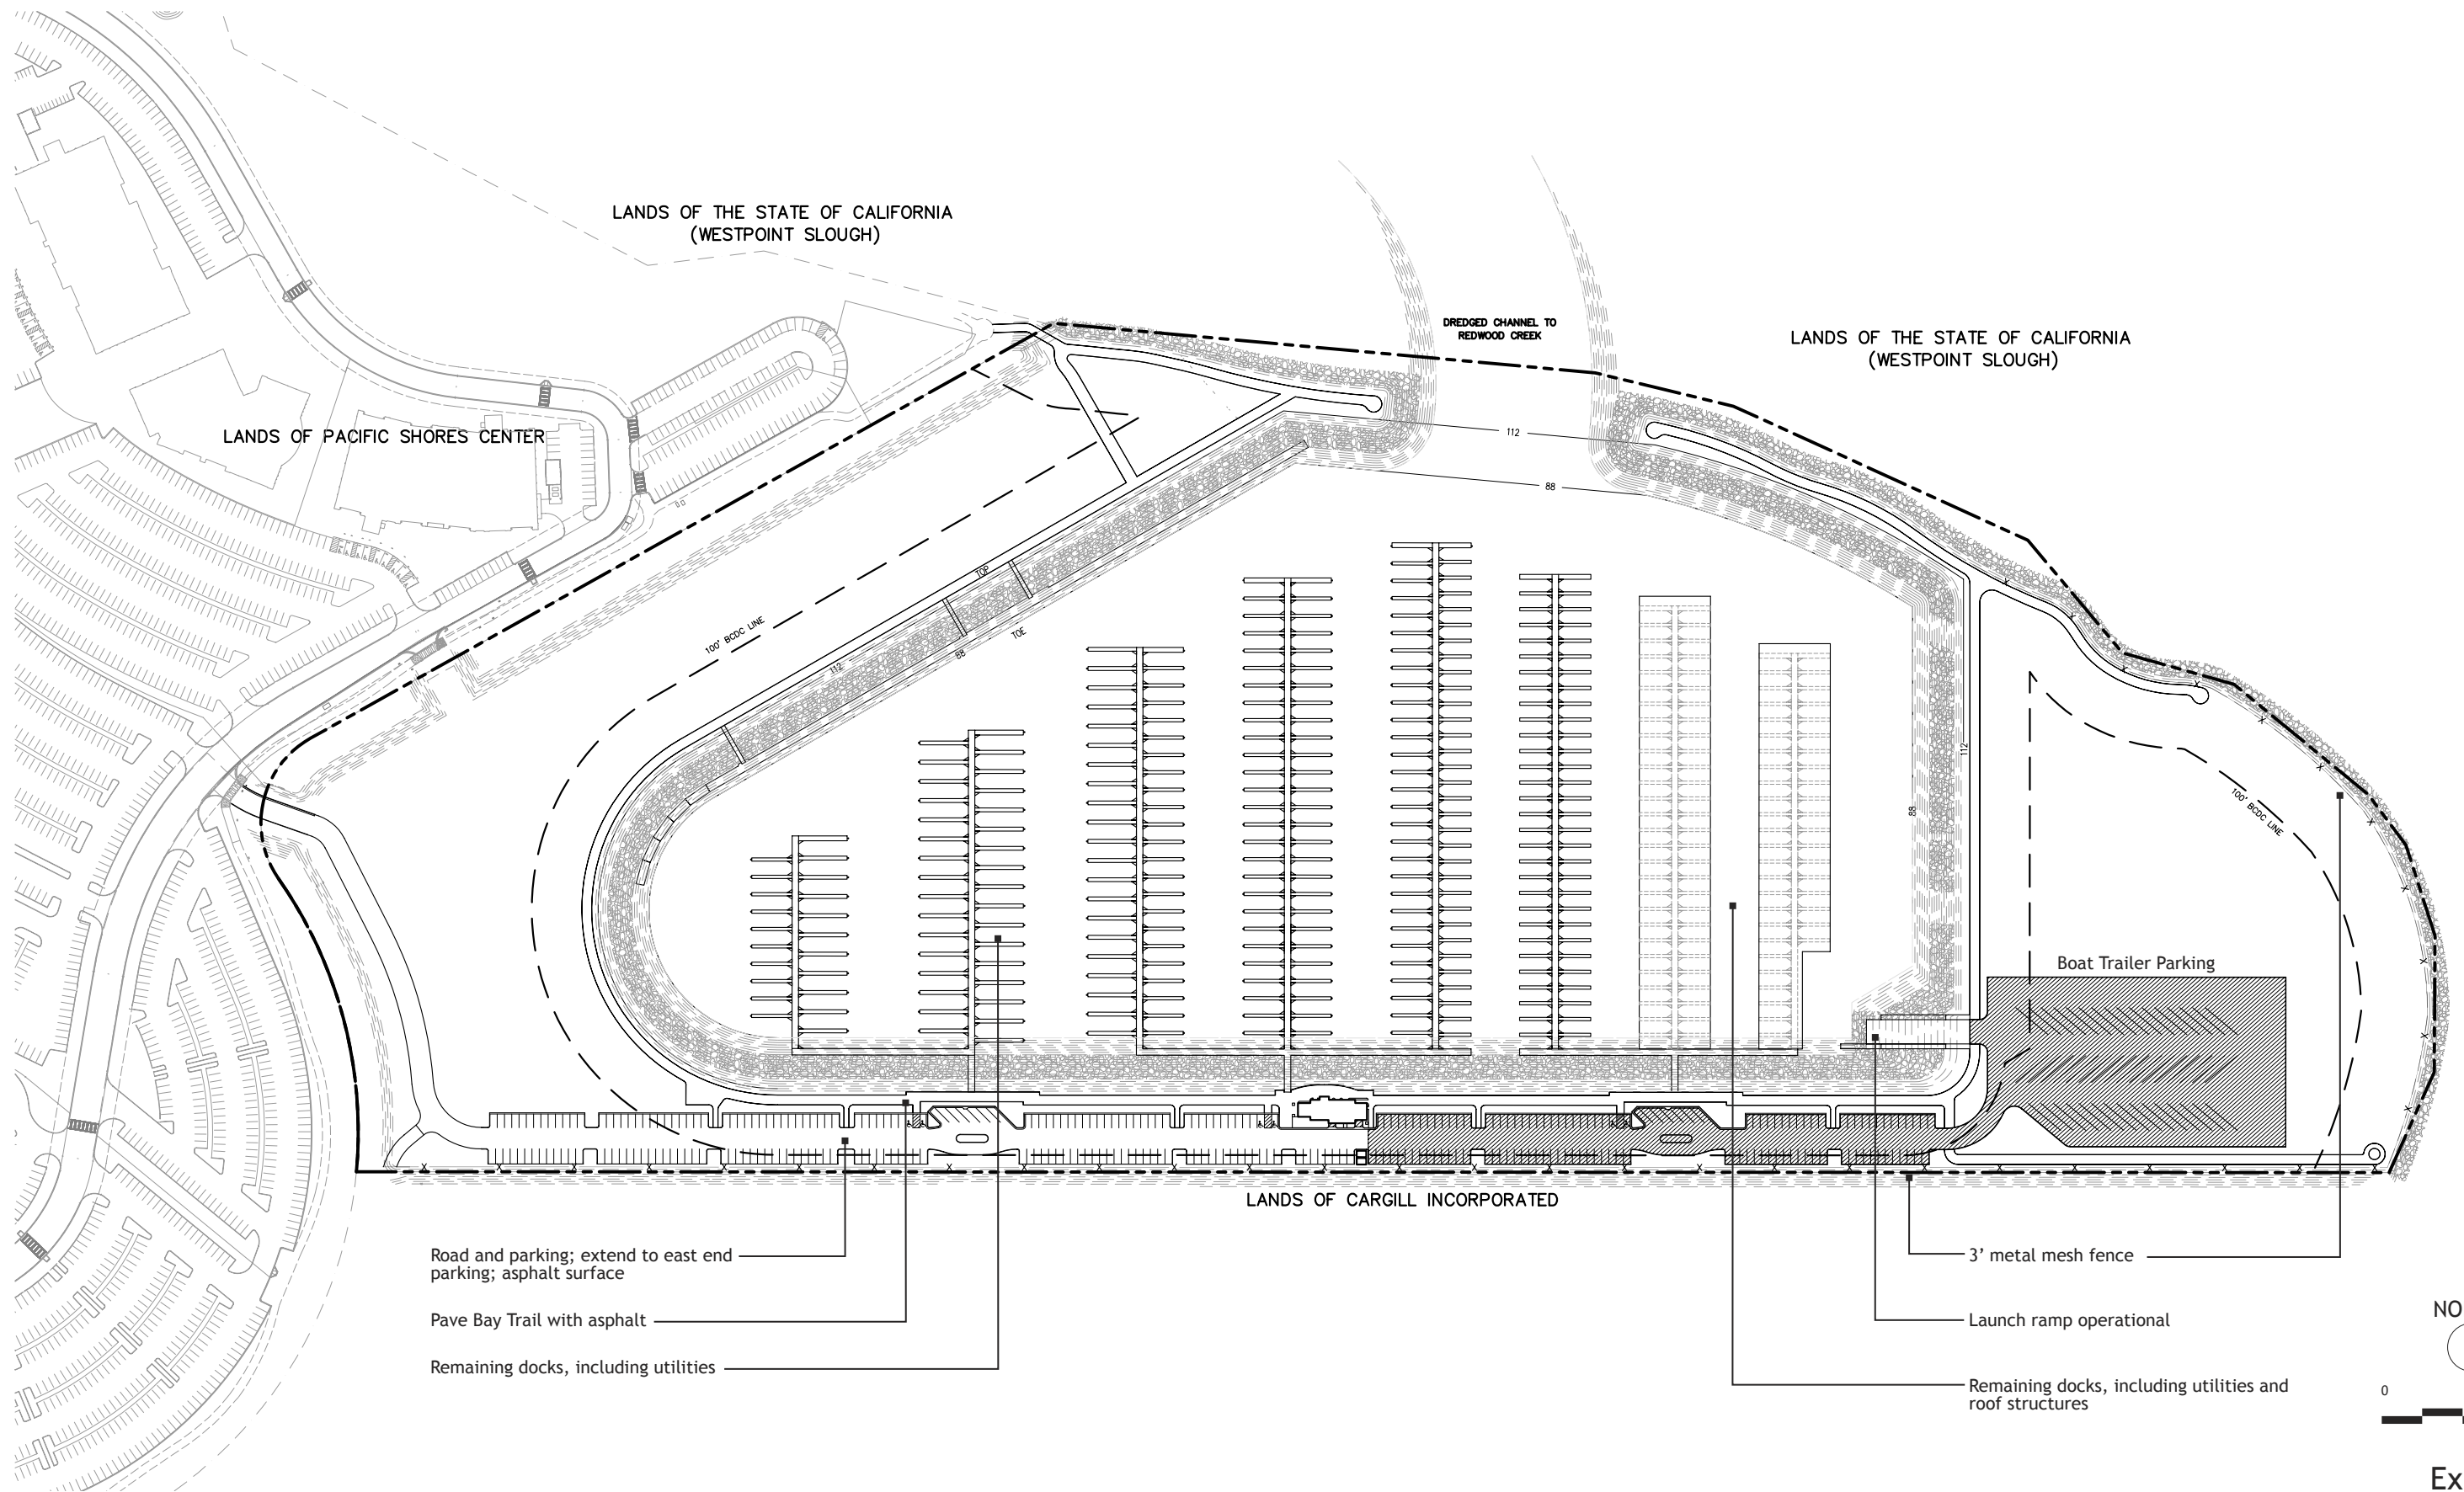 LANDS OF THE STATE OF CALIFORNIA
(WESTPOINT SLOUGH)
DREDGED CHANNEL TO
REDWOOD CREEK
LANDS OF THE STATE OF CALIFORNIA
(WESTPOINT SLOUGH)
LANDS OF PACIFIC SHORES CENTER
112
88
TOP
TOE
100' BCDC LINE
112
88
112
88
100' BCDC LINE
Boat Trailer Parking
LANDS OF CARGILL INCORPORATED
Road and parking; extend to east end
parking; asphalt surface
Pave Bay Trail with asphalt
Remaining docks, including utilities
3’ metal mesh fence
Launch ramp operational
Remaining docks, including utilities and
roof structures
NO
0
Ex